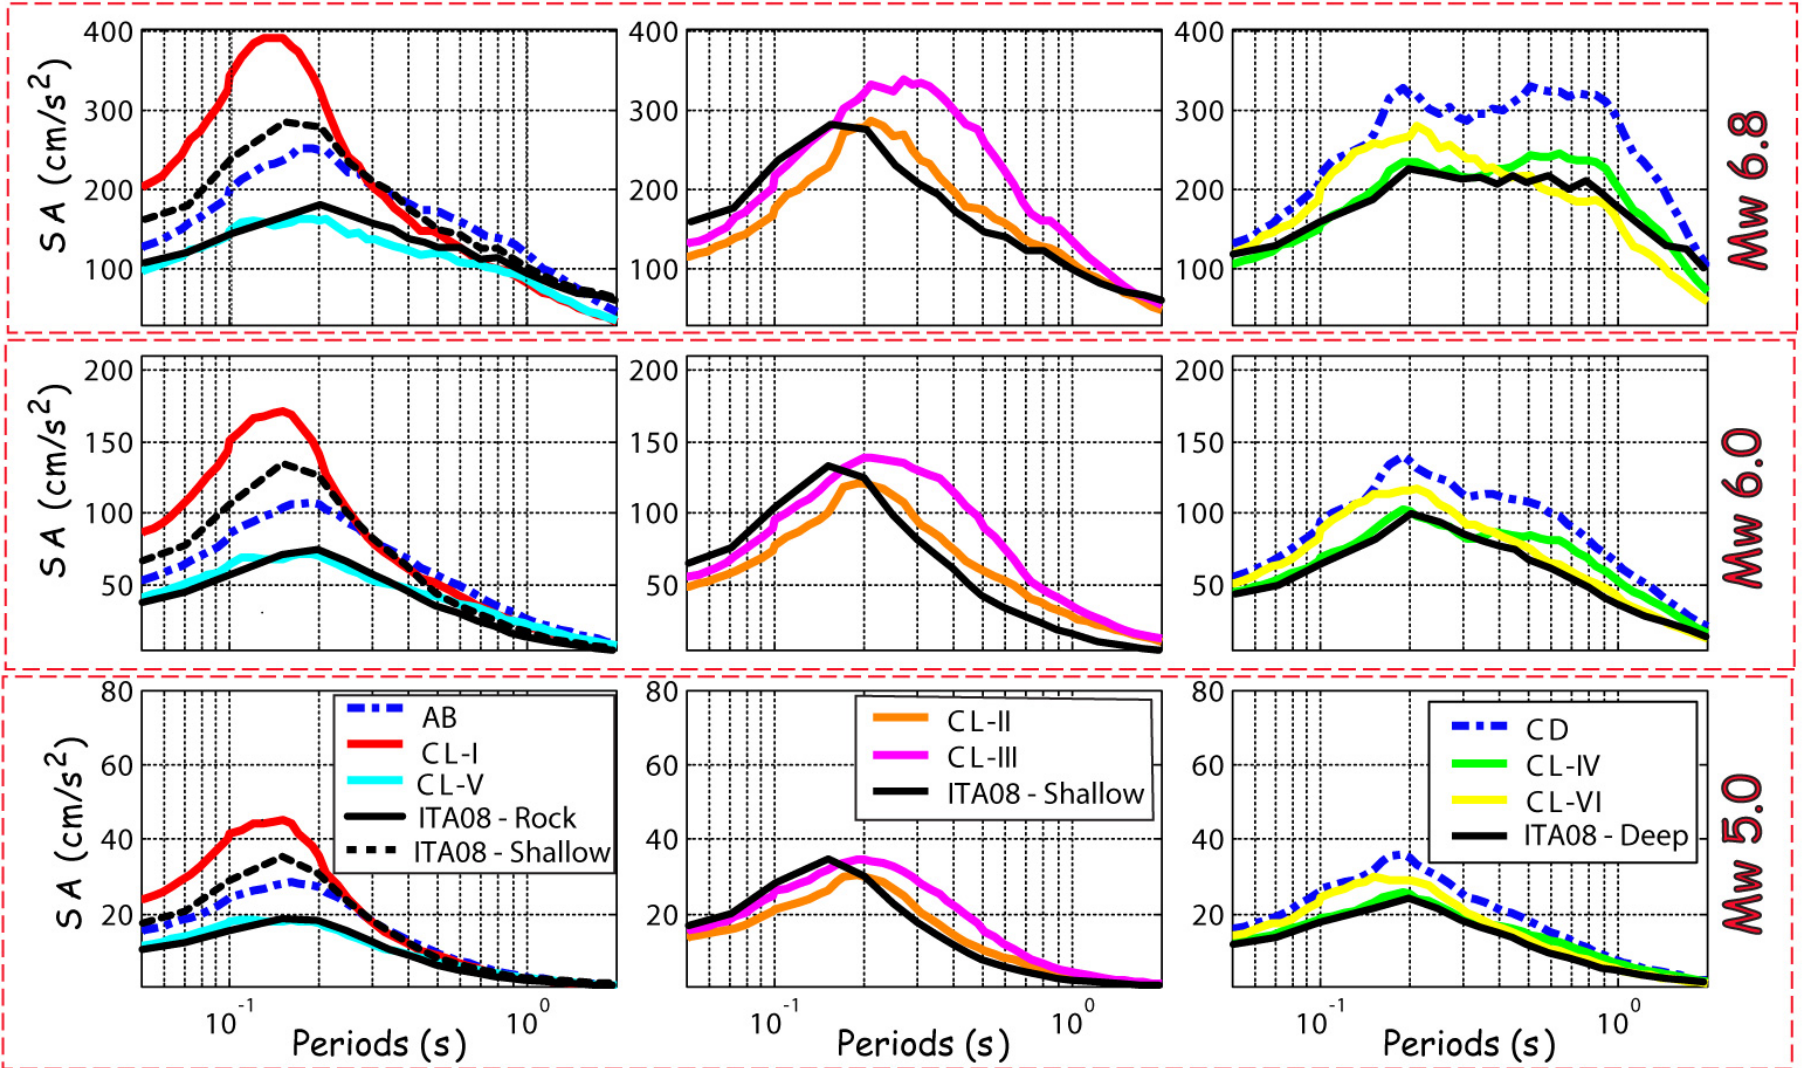 400
300
200
100
SA (cm/s2)
400
300
200
100
400
300
200
100
Mw 6.8
200
150
100
50
SA (cm/s2)
200
150
100
50
200
150
100
50
Mw 6.0
80
60
40
20
SA (cm/s2)
AB
CL-I
CL-V
ITA08 - Rock
ITA08 - Shallow
10-1
100
Periods (s)
80
60
40
20
CL-II
CL-III
ITA08 - Shallow
10-1
100
Periods (s)
80
60
40
20
CD
CL-IV
CL-VI
ITA08 - Deep
10-1
100
Periods (s)
Mw 5.0